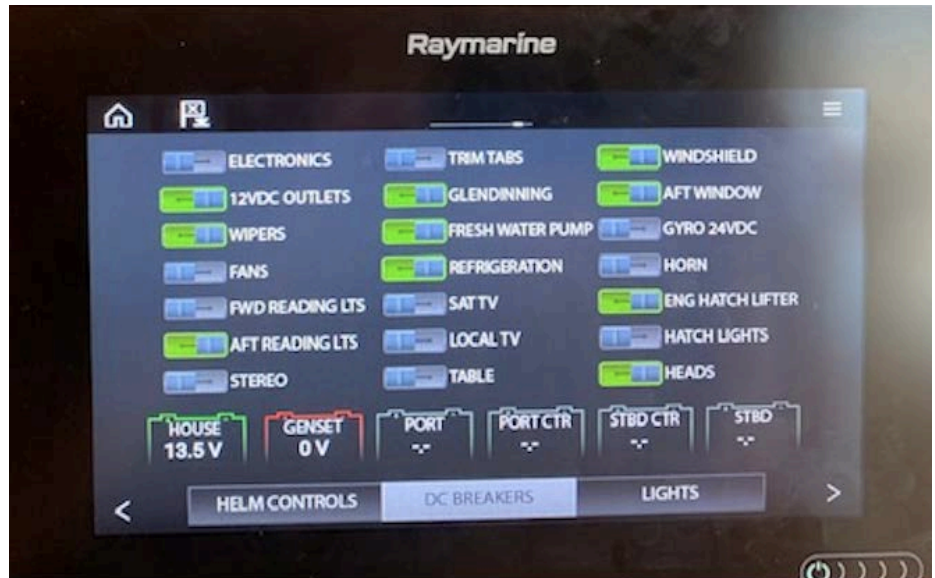 Raymarine
ELECTRONICS TRIM TABS WINDSHIELD
12VDC OUTLETS GLENDINNING AFT WINDOW
WIPERS FRESH WATER PUMP GYRO 24VDC
FANS REFRIGERATION HORN
FWD READING LTS SAT TV ENG HATCH LIFTER
AFT READING LTS LOCAL TV HATCH LIGHTS
STEREO TABLE HEADS
HOUSE GENSET PORT PORT CTR STBD CTR STBD
13.5 V 0 V -.- -.- -.- -.-
< HELM CONTROLS DC BREAKERS LIGHTS >